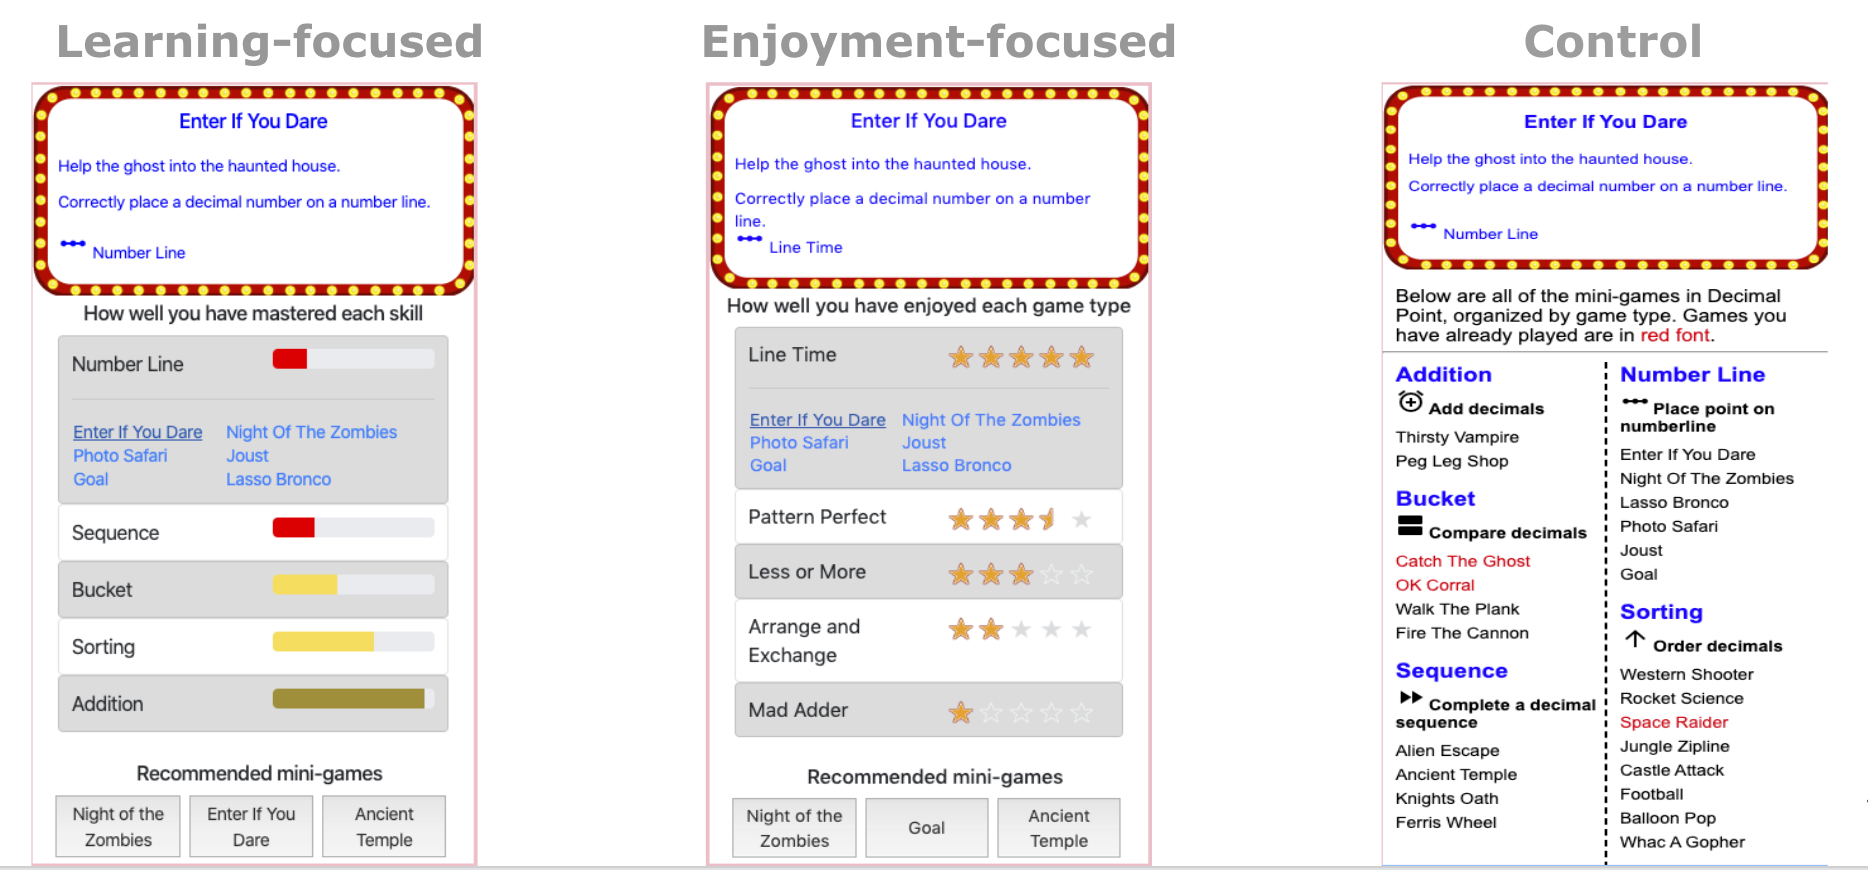 Learning-focused
Enter If You Dare
Help the ghost into the haunted house.
Correctly place a decimal number on a number line.
Number Line
How well you have mastered each skill
Number Line
Enter If You Dare Night Of The Zombies
Photo Safari Joust
Goal Lasso Bronco
Sequence
Bucket
Sorting
Addition
Recommended mini-games
Night of the
Zombies
Enter If You
Dare
Ancient
Temple
Enjoyment-focused
Enter If You Dare
Help the ghost into the haunted house.
Correctly place a decimal number on a number
line.
Line Time
How well you have enjoyed each game type
Line Time
Enter If You Dare Night Of The Zombies
Photo Safari Joust
Goal Lasso Bronco
Pattern Perfect
Less or More
Arrange and
Exchange
Mad Adder
Recommended mini-games
Night of the
Zombies
Goal
Ancient
Temple
Control
Enter If You Dare
Help the ghost into the haunted house.
Correctly place a decimal number on a number line.
Number Line
Below are all of the mini-games in Decimal
Point, organized by game type. Games you
have already played are in red font.
Addition
Add decimals
Thirsty Vampire
Peg Leg Shop
Bucket
Compare decimals
Catch The Ghost
OK Corral
Walk The Plank
Fire The Cannon
Sequence
Complete a decimal
sequence
Alien Escape
Ancient Temple
Knights Oath
Ferris Wheel
Number Line
Place point on
numberline
Enter If You Dare
Night Of The Zombies
Lasso Bronco
Photo Safari
Joust
Goal
Sorting
Order decimals
Western Shooter
Rocket Science
Space Raider
Jungle Zipline
Castle Attack
Football
Balloon Pop
Whac A Gopher